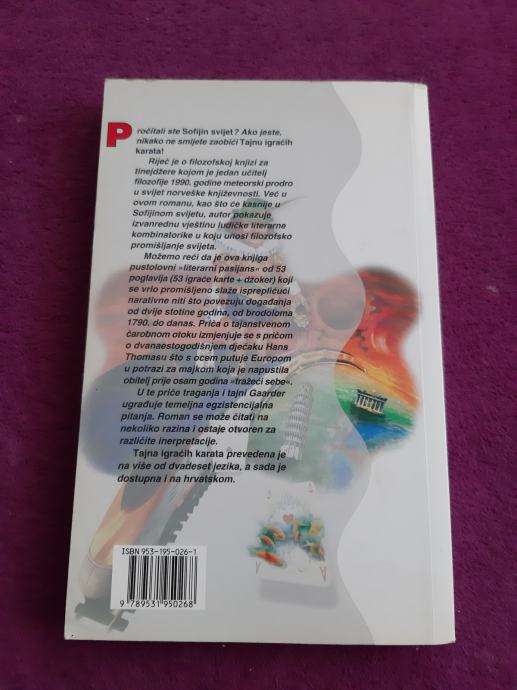 Pročitali ste Sofijin svijet? Ako jeste,
nikako ne smijete zaobići Tajnu igraćih
karata!
Riječ je o filozofskoj knjizi za
tinejdžere kojom je jedan učitelj
filozofije 1990. godine meteorski prodro
u svijet norveške književnosti. Već u
ovom romanu, kao što će kasnije u
Sofijinom svijetu, autor pokazuje
izvanrednu vještinu ludičke literarne
kombinatorike u koju unosi filozofsko
promišljanje svijeta.
Možemo reći da je ova knjiga
pustolovni »literarni pasijans« od 53
poglavlja (53 igraće karte + džoker) koji
se vrlo promišljeno slaže isprepličući
narativne niti što povezuju događanja
od dvije stotine godina, od brodoloma
1790. do danas. Priča o tajanstvenom
čarobnom otoku izmjenjuje se s pričom
o dvanaestogodišnjem dječaku Hans
Thomasu što s ocem putuje Europom
u potrazi za majkom koja je napustila
obitelj prije osam godina »tražeći sebe«.
U te priče traganja i tajni Gaarder
ugrađuje temeljna egzistencijalna
pitanja. Roman se može čitati na
nekoliko razina i ostaje otvoren za
različite inerpretacije.
Tajna igraćih karata prevedena je
na više od dvadeset jezika, a sada je
dostupna i na hrvatskom.
ISBN 953-195-026-1
9 789531 950268